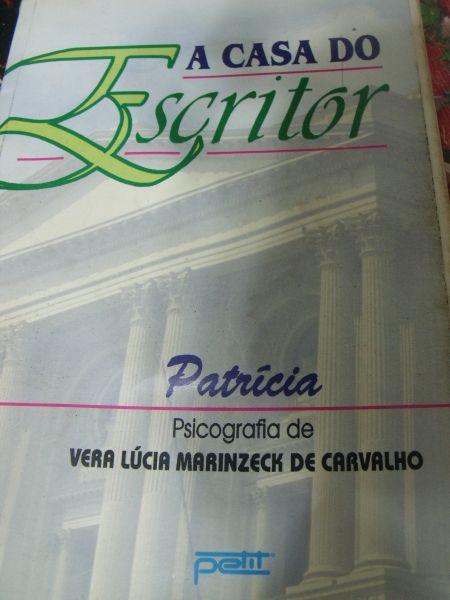 A CASA DO
Escritor
Patrícia
Psicografia de
VERA LÚCIA MARINZECK DE CARVALHO
petit